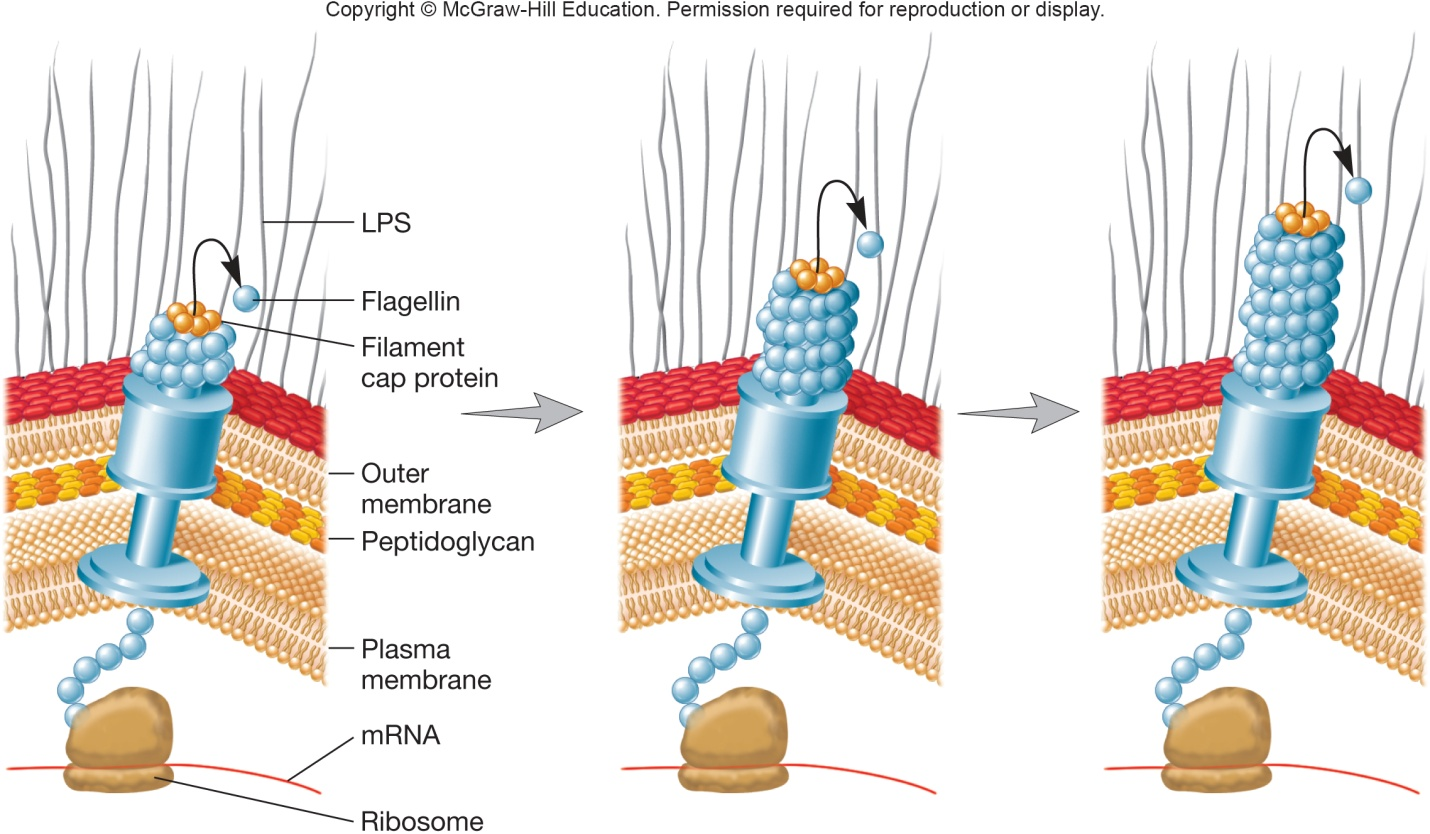 Copyright © McGraw-Hill Education. Permission required for reproduction or display.
LPS
Flagellin
Filament
cap protein
Outer
membrane
Peptidoglycan
Plasma
membrane
mRNA
Ribosome